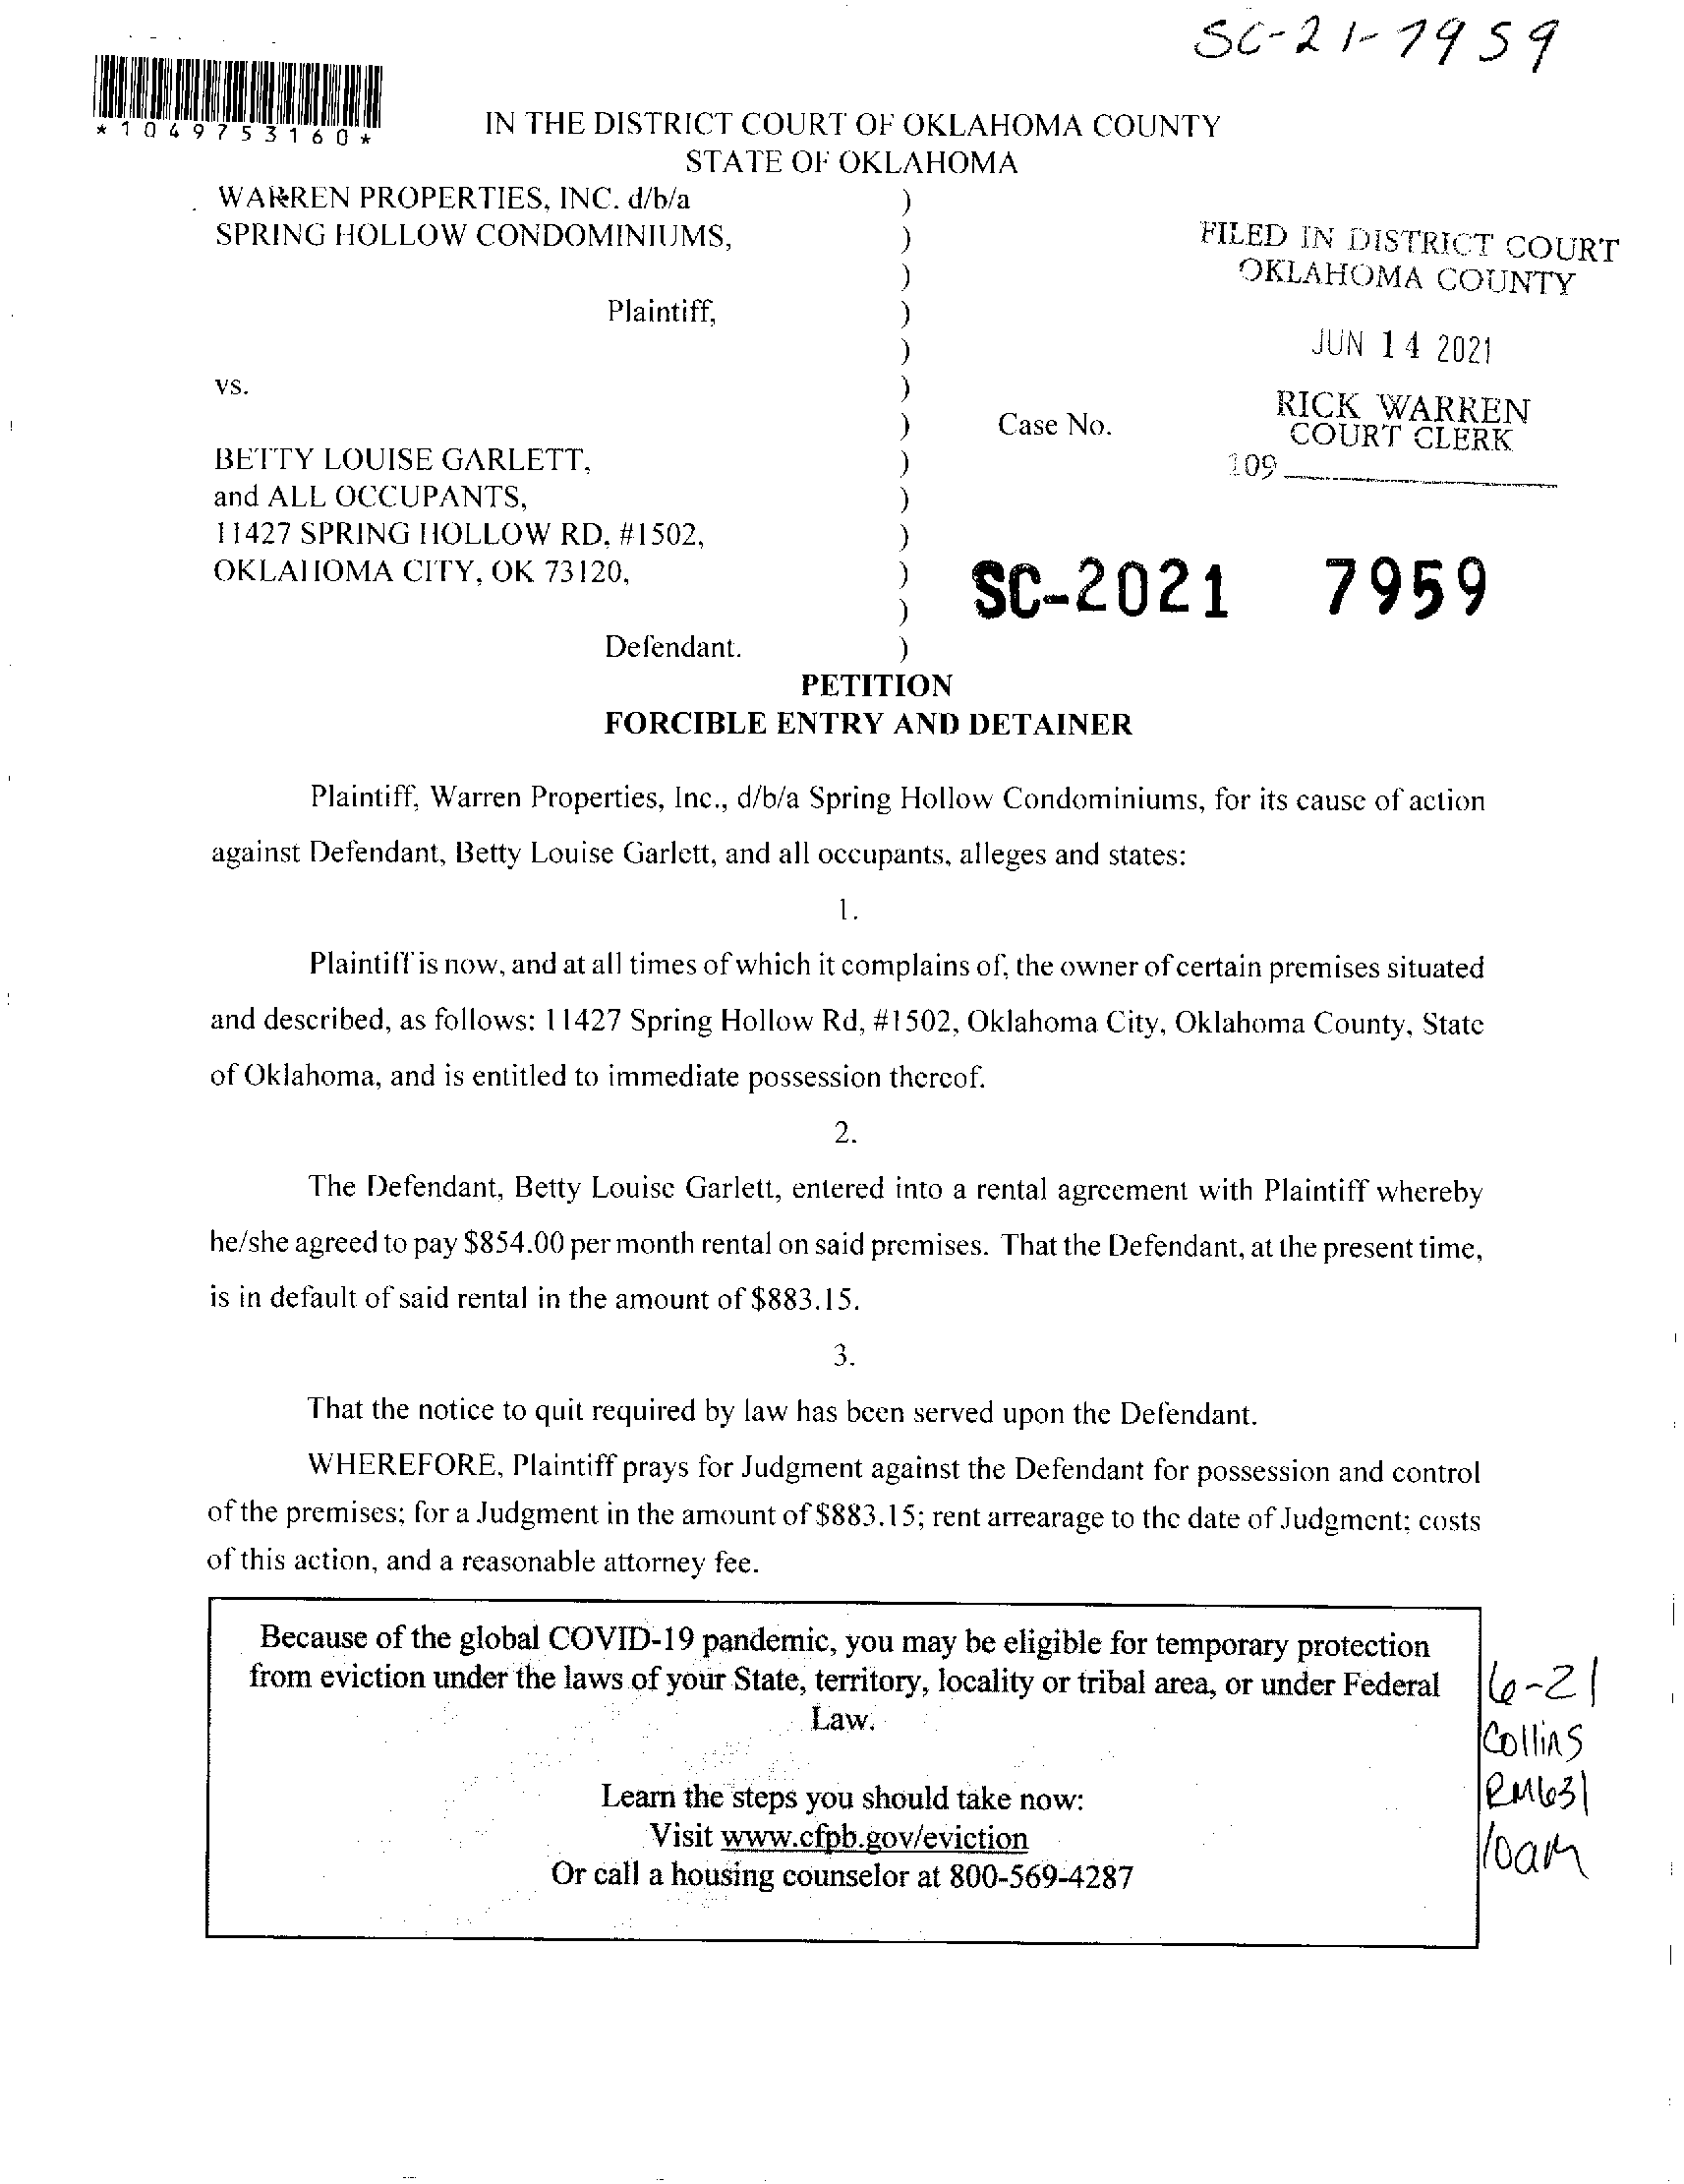 SC-21-7959
*1049753160*
IN THE DISTRICT COURT OF OKLAHOMA COUNTY
STATE OF OKLAHOMA
WARREN PROPERTIES, INC. d/b/a )
SPRING HOLLOW CONDOMINIUMS, )
)
Plaintiff, )
)
vs. )
) Case No.
BETTY LOUISE GARLETT, )
and ALL OCCUPANTS, )
11427 SPRING HOLLOW RD, #1502, )
OKLAHOMA CITY, OK 73120, )
)
Defendant. )
FILED IN DISTRICT COURT
OKLAHOMA COUNTY
JUN 14 2021
RICK WARREN
COURT CLERK
109
SC-2021 7959
PETITION
FORCIBLE ENTRY AND DETAINER
Plaintiff, Warren Properties, Inc., d/b/a Spring Hollow Condominiums, for its cause of action
against Defendant, Betty Louise Garlett, and all occupants, alleges and states:
1.
Plaintiff is now, and at all times of which it complains of, the owner of certain premises situated
and described, as follows: 11427 Spring Hollow Rd, #1502, Oklahoma City, Oklahoma County, State
of Oklahoma, and is entitled to immediate possession thereof.
2.
The Defendant, Betty Louise Garlett, entered into a rental agreement with Plaintiff whereby
he/she agreed to pay $854.00 per month rental on said premises. That the Defendant, at the present time,
is in default of said rental in the amount of $883.15.
3.
That the notice to quit required by law has been served upon the Defendant.
WHEREFORE, Plaintiff prays for Judgment against the Defendant for possession and control
of the premises; for a Judgment in the amount of $883.15; rent arrearage to the date of Judgment; costs
of this action, and a reasonable attorney fee.
Because of the global COVID-19 pandemic, you may be eligible for temporary protection
from eviction under the laws of your State, territory, locality or tribal area, or under Federal
Law.
Learn the steps you should take now:
Visit www.cfpb.gov/eviction
Or call a housing counselor at 800-569-4287
6-21
Collins
RM631
10am